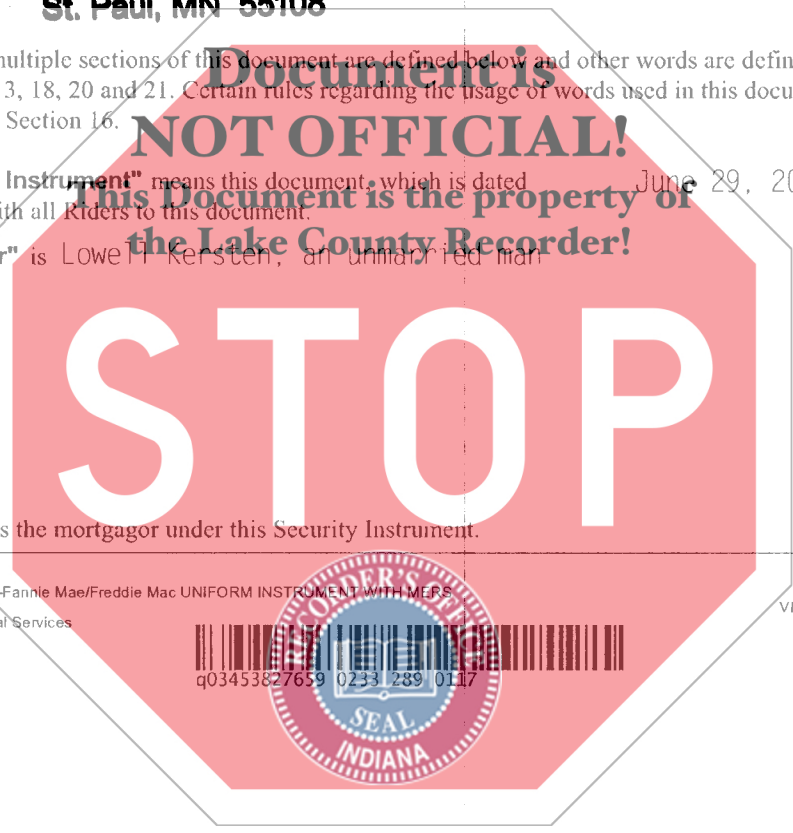 St. Paul, MN 55108
multiple sections of this document are defined below and other words are defin
3, 18, 20 and 21. Certain rules regarding the usage of words used in this docu
Section 16.
Document is
NOT OFFICIAL!
This Document is the property of
the Lake County Recorder!
Instrument" means this document, which is dated June 29, 20
ith all Riders to this document.
r" is Lowell Kersten, an unmarried man
STOP
s the mortgagor under this Security Instrument.
-Fannie Mae/Freddie Mac UNIFORM INSTRUMENT WITH MERS
al Services
q03453827659 0233 289 0117
RECORDER'S OFFICE
SEAL
INDIANA